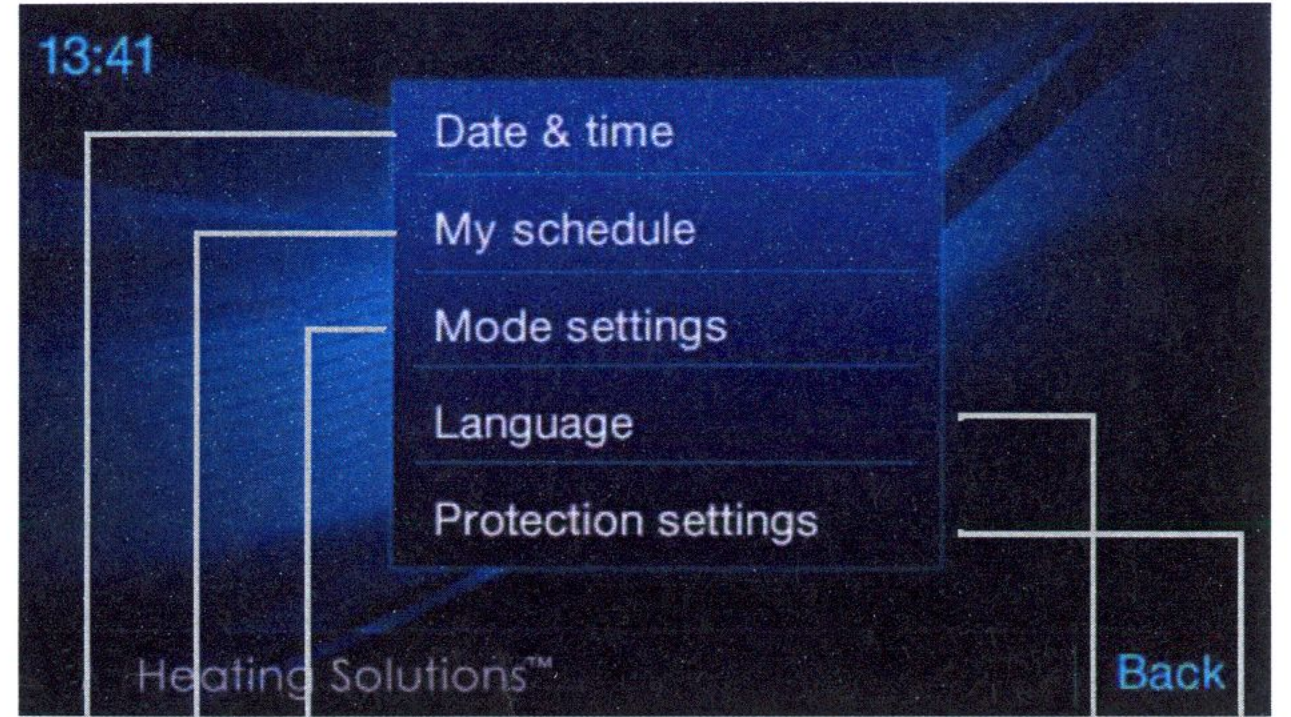 13:41
Date & time
My schedule
Mode settings
Language
Protection settings
Heating Solutions™
Back